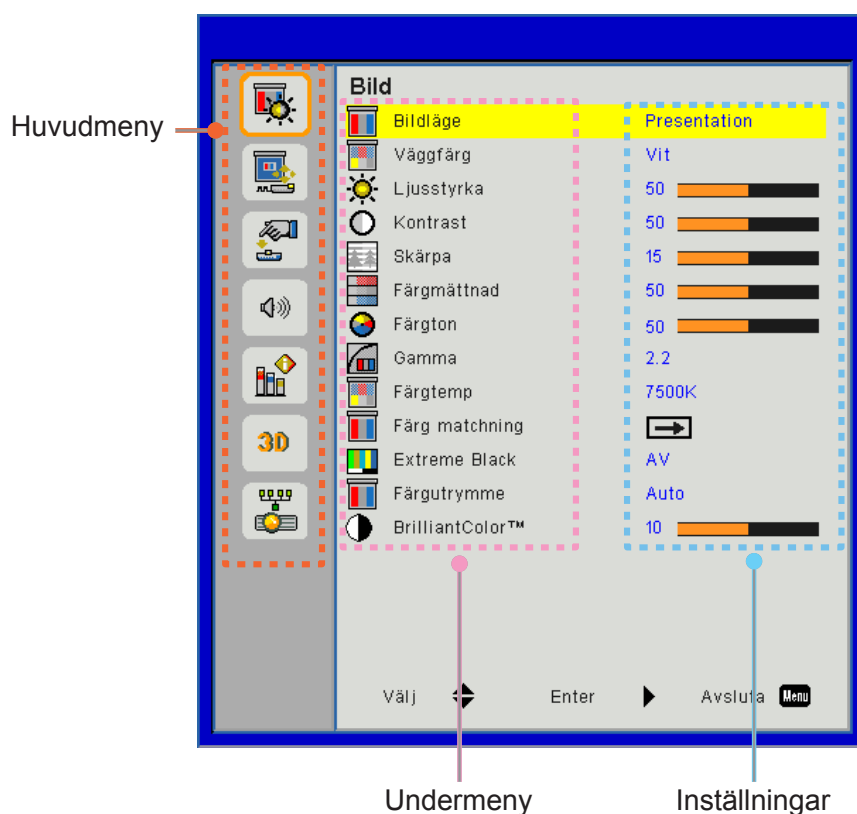 Bild
Huvudmeny
Bildläge Presentation
Väggfärg Vit
Ljusstyrka 50
Kontrast 50
Skärpa 15
Färgmättnad 50
Färgton 50
Gamma 2.2
Färgtemp 7500K
3D
Färg matchning
Extreme Black AV
Färgutrymme Auto
BrilliantColor™ 10
Välj Enter Avsluta Menu
Undermeny Inställningar